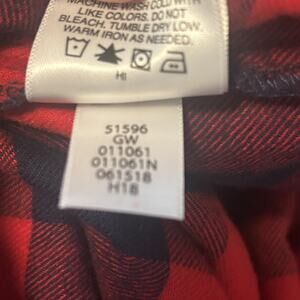 MACHINE WASH COLD WITH
LIKE COLORS. DO NOT
BLEACH. TUMBLE DRY LOW.
WARM IRON AS NEEDED.
HI
51596
GW
011061
011061N
061518
H18